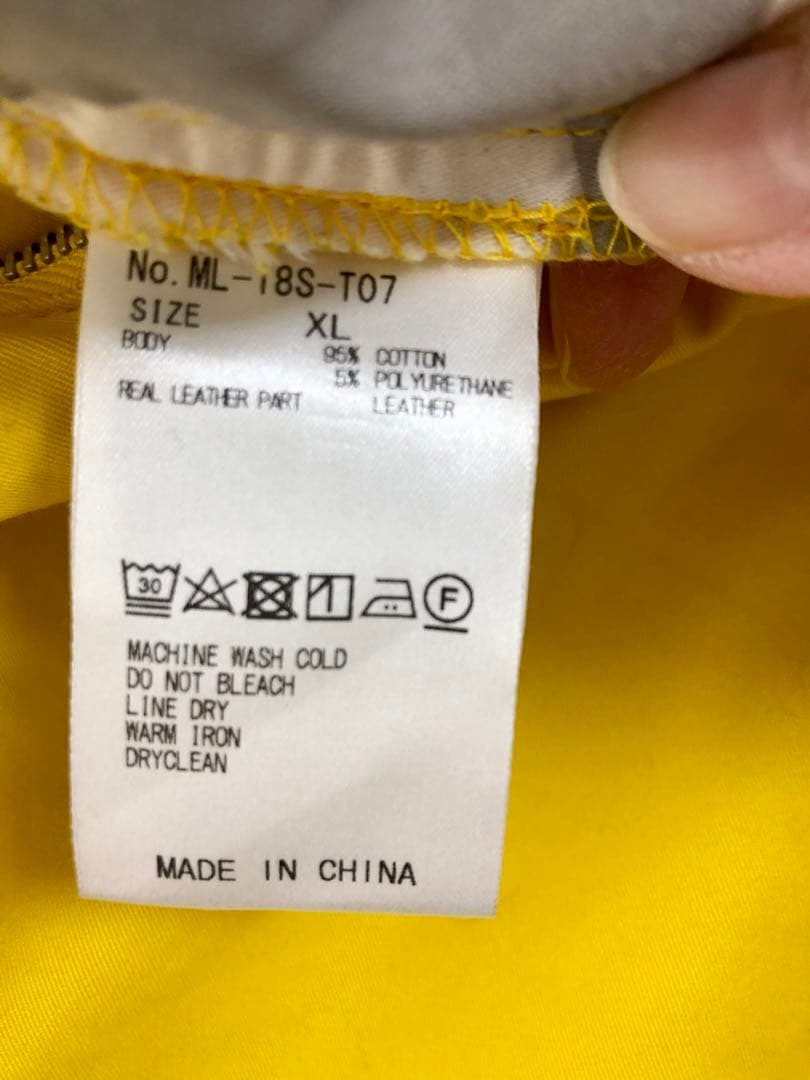 No. ML-18S-T07
SIZE XL
BODY 95% COTTON
5% POLYURETHANE
REAL LEATHER PART LEATHER
30
F
MACHINE WASH COLD
DO NOT BLEACH
LINE DRY
WARM IRON
DRYCLEAN
MADE IN CHINA